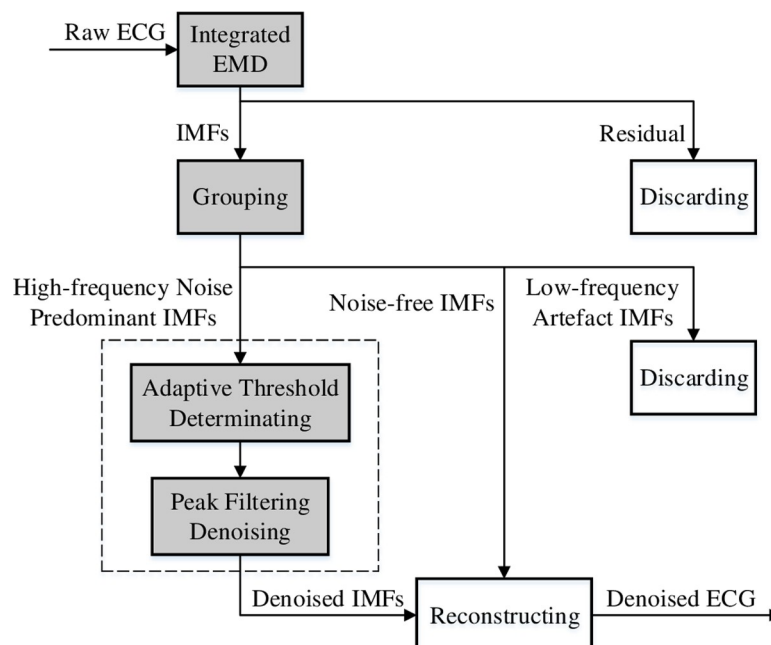 Raw ECG
Integrated
EMD
IMFs
Residual
Grouping
Discarding
High-frequency Noise
Predominant IMFs
Noise-free IMFs
Low-frequency
Artefact IMFs
Adaptive Threshold
Determinating
Discarding
Peak Filtering
Denoising
Denoised IMFs
Reconstructing
Denoised ECG